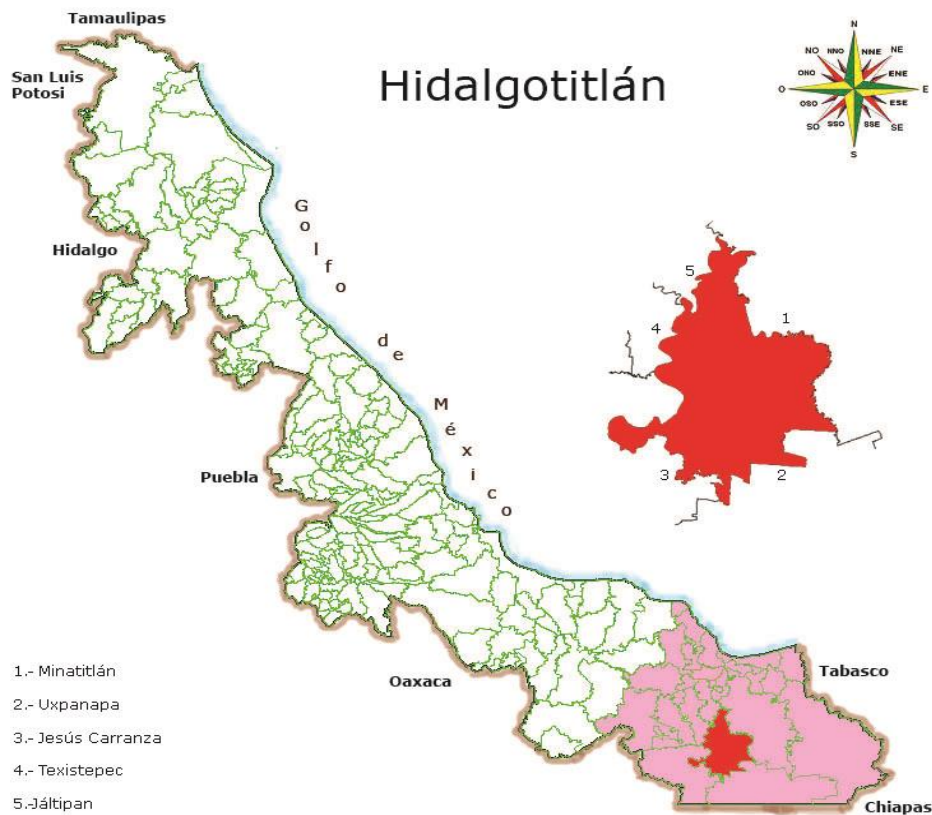 Tamaulipas
San Luis
Potosi
Hidalgotitlán
N
NNO
NNE
NO
NE
ONO
ENE
O
E
OSO
ESE
SO
SSO
SSE
SE
S
Hidalgo
Golfo
de
México
5
1
4
3
2
Puebla
Oaxaca
Tabasco
Chiapas
1.- Minatitlán
2.- Uxpanapa
3.- Jesús Carranza
4.- Texistepec
5.-Jáltipan